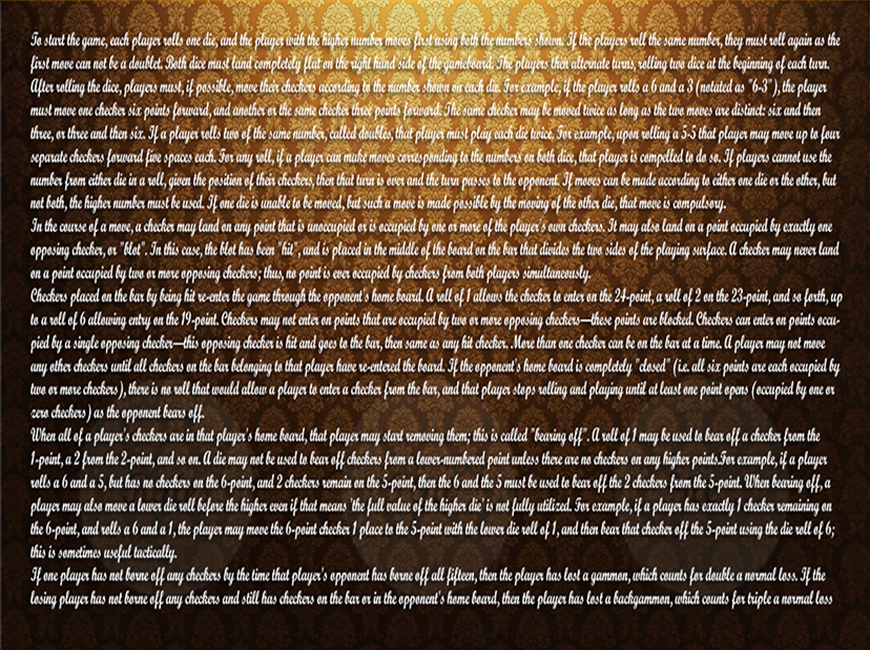 To start the game, each player rolls one die, and the player with the higher number moves first using both the numbers shown. If the players roll the same number, they must roll again as the
first move can not be a doublet. Both dice must land completely flat on the right hand side of the gameboard. The players then alternate turns, rolling two dice at the beginning of each turn.
After rolling the dice, players must, if possible, move their checkers according to the number shown on each die. For example, if the player rolls a 6 and a 3 (notated as "6-3"), the player
must move one checker six points forward, and another or the same checker three points forward. The same checker may be moved twice as long as the two moves are distinct: six and then
three, or three and then six. If a player rolls two of the same number, called doubles, that player must play each die twice. For example, upon rolling a 5-5 that player may move up to four
separate checkers forward five spaces each. For any roll, if a player can make moves corresponding to the numbers on both dice, that player is compelled to do so. If players cannot use the
number from either die in a roll, given the position of their checkers, then that turn is over and the turn passes to the opponent. If moves can be made according to either one die or the other, but
not both, the higher number must be used. If one die is unable to be moved, but such a move is made possible by the moving of the other die, that move is compulsory.
In the course of a move, a checker may land on any point that is unoccupied or is occupied by one or more of the player's own checkers. It may also land on a point occupied by exactly one
opposing checker, or "blot". In this case, the blot has been "hit", and is placed in the middle of the board on the bar that divides the two sides of the playing surface. A checker may never land
on a point occupied by two or more opposing checkers; thus, no point is ever occupied by checkers from both players simultaneously.
Checkers placed on the bar by being hit re-enter the game through the opponent's home board. A roll of 1 allows the checker to enter on the 24-point, a roll of 2 on the 23-point, and so forth, up
to a roll of 6 allowing entry on the 19-point. Checkers may not enter on points that are occupied by two or more opposing checkers—these points are blocked. Checkers can enter on points occu-
pied by a single opposing checker—this opposing checker is hit and goes to the bar, then same as any hit checker. More than one checker can be on the bar at a time. A player may not move
any other checkers until all checkers on the bar belonging to that player have re-entered the board. If the opponent's home board is completely "closed" (i.e. all six points are each occupied by
two or more checkers), there is no roll that would allow a player to enter a checker from the bar, and that player stops rolling and playing until at least one point opens (occupied by one or
zero checkers) as the opponent bears off.
When all of a player's checkers are in that player's home board, that player may start removing them; this is called "bearing off". A roll of 1 may be used to bear off a checker from the
1-point, a 2 from the 2-point, and so on. A die may not be used to bear off checkers from a lower-numbered point unless there are no checkers on any higher points.For example, if a player
rolls a 6 and a 5, but has no checkers on the 6-point, and 2 checkers remain on the 5-point, then the 6 and the 5 must be used to bear off the 2 checkers from the 5-point. When bearing off, a
player may also move a lower die roll before the higher even if that means 'the full value of the higher die' is not fully utilized. For example, if a player has exactly 1 checker remaining on
the 6-point, and rolls a 6 and a 1, the player may move the 6-point checker 1 place to the 5-point with the lower die roll of 1, and then bear that checker off the 5-point using the die roll of 6;
this is sometimes useful tactically.
If one player has not borne off any checkers by the time that player's opponent has borne off all fifteen, then the player has lost a gammon, which counts for double a normal loss. If the
losing player has not borne off any checkers and still has checkers on the bar or in the opponent's home board, then the player has lost a backgammon, which counts for triple a normal loss